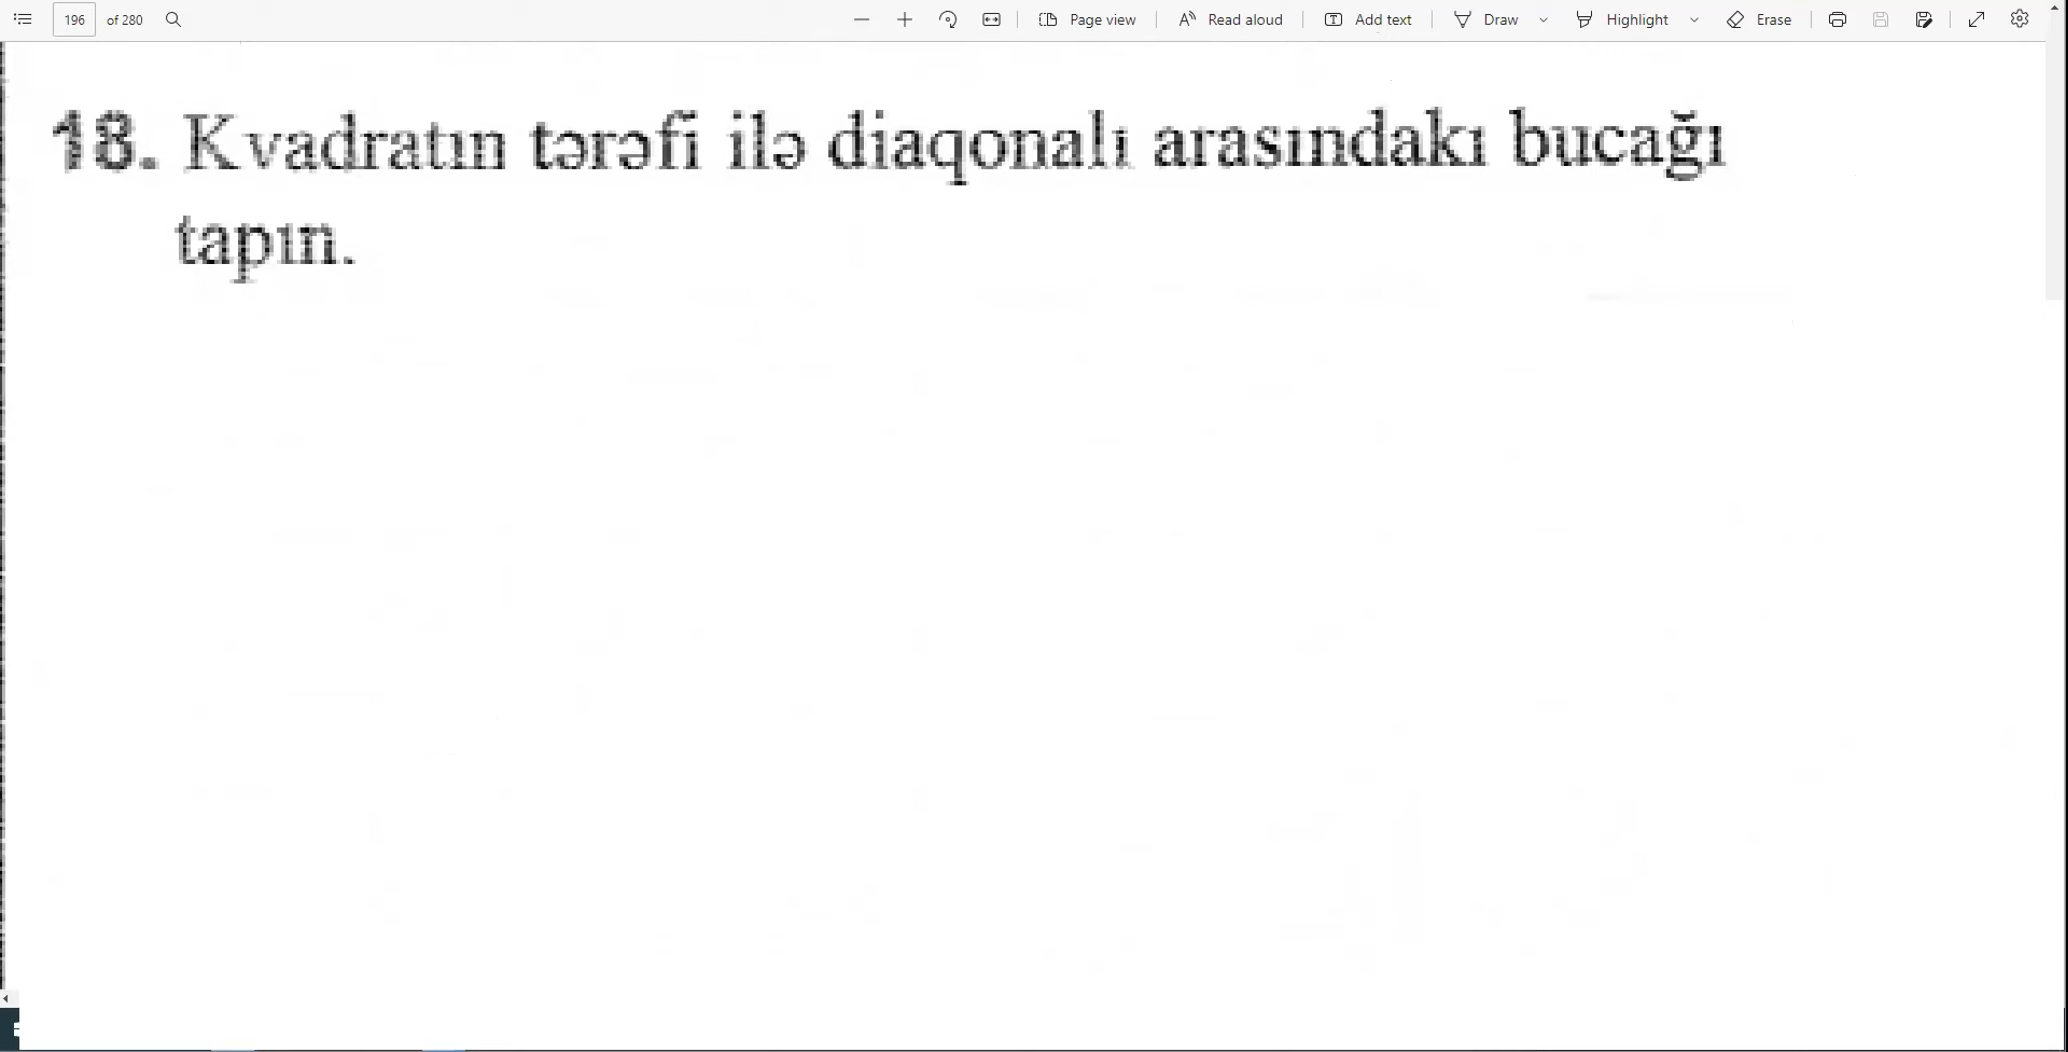 196 of 280 Page view Read aloud Add text Draw Highlight Erase
18. Kvadratın tərəfi ilə diaqonalı arasındakı bucağı
tapın.